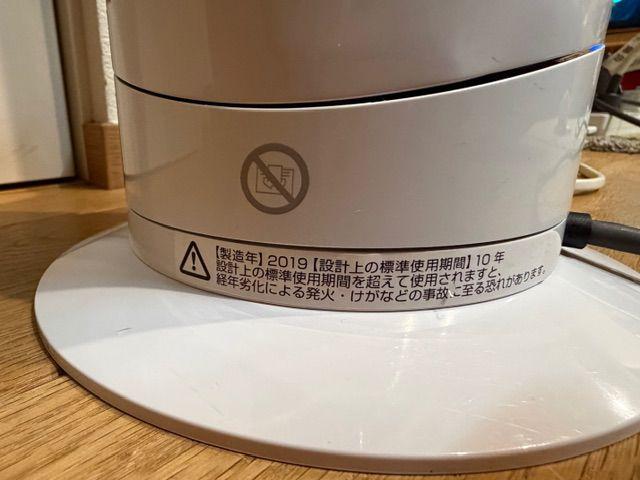 【製造年】2019【設計上の標準使用期間】10年
設計上の標準使用期間を超えて使用されますと、
経年劣化による発火・けがなどの事故に至る恐れがあります。